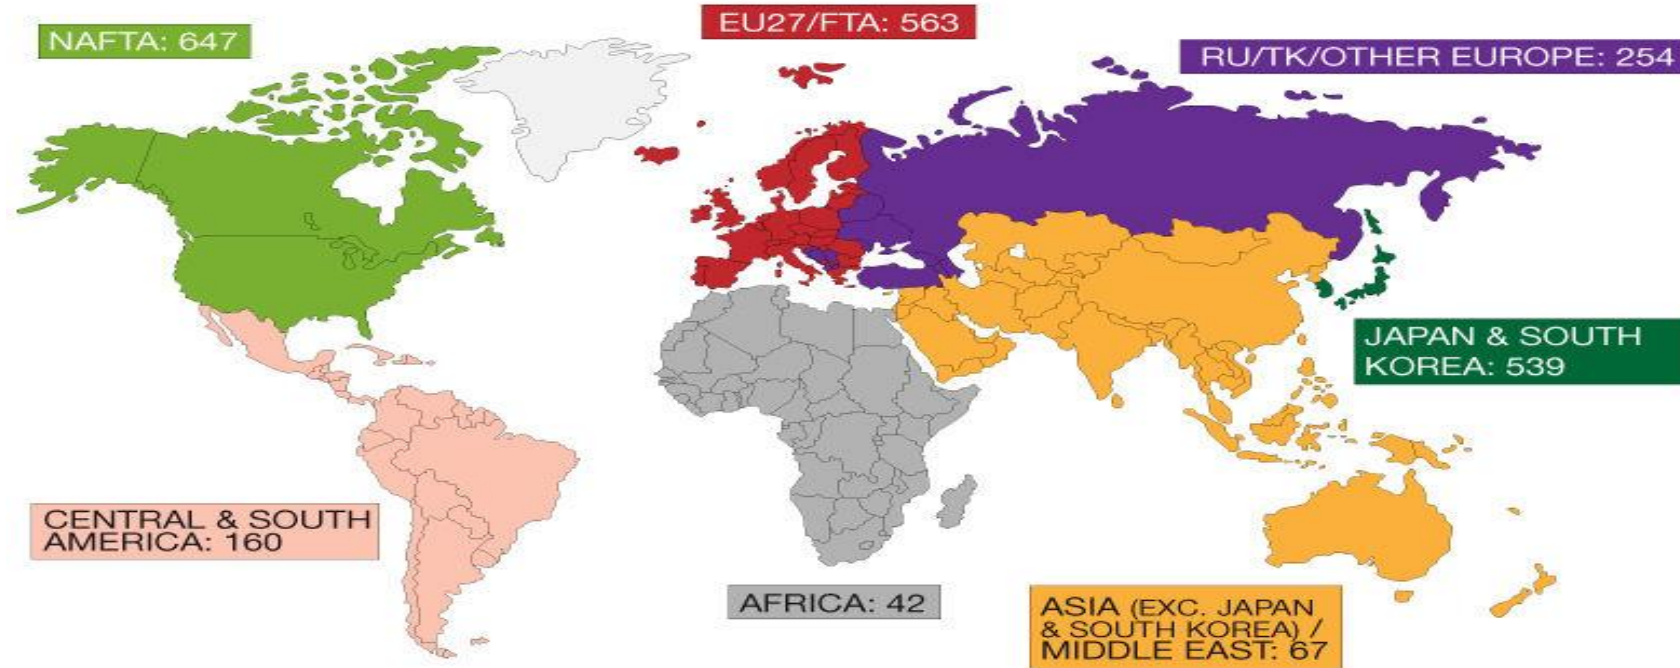 NAFTA: 647
EU27/FTA: 563
RU/TK/OTHER EUROPE: 254
JAPAN & SOUTH
KOREA: 539
CENTRAL & SOUTH
AMERICA: 160
AFRICA: 42
ASIA (EXC. JAPAN
& SOUTH KOREA) /
MIDDLE EAST: 67